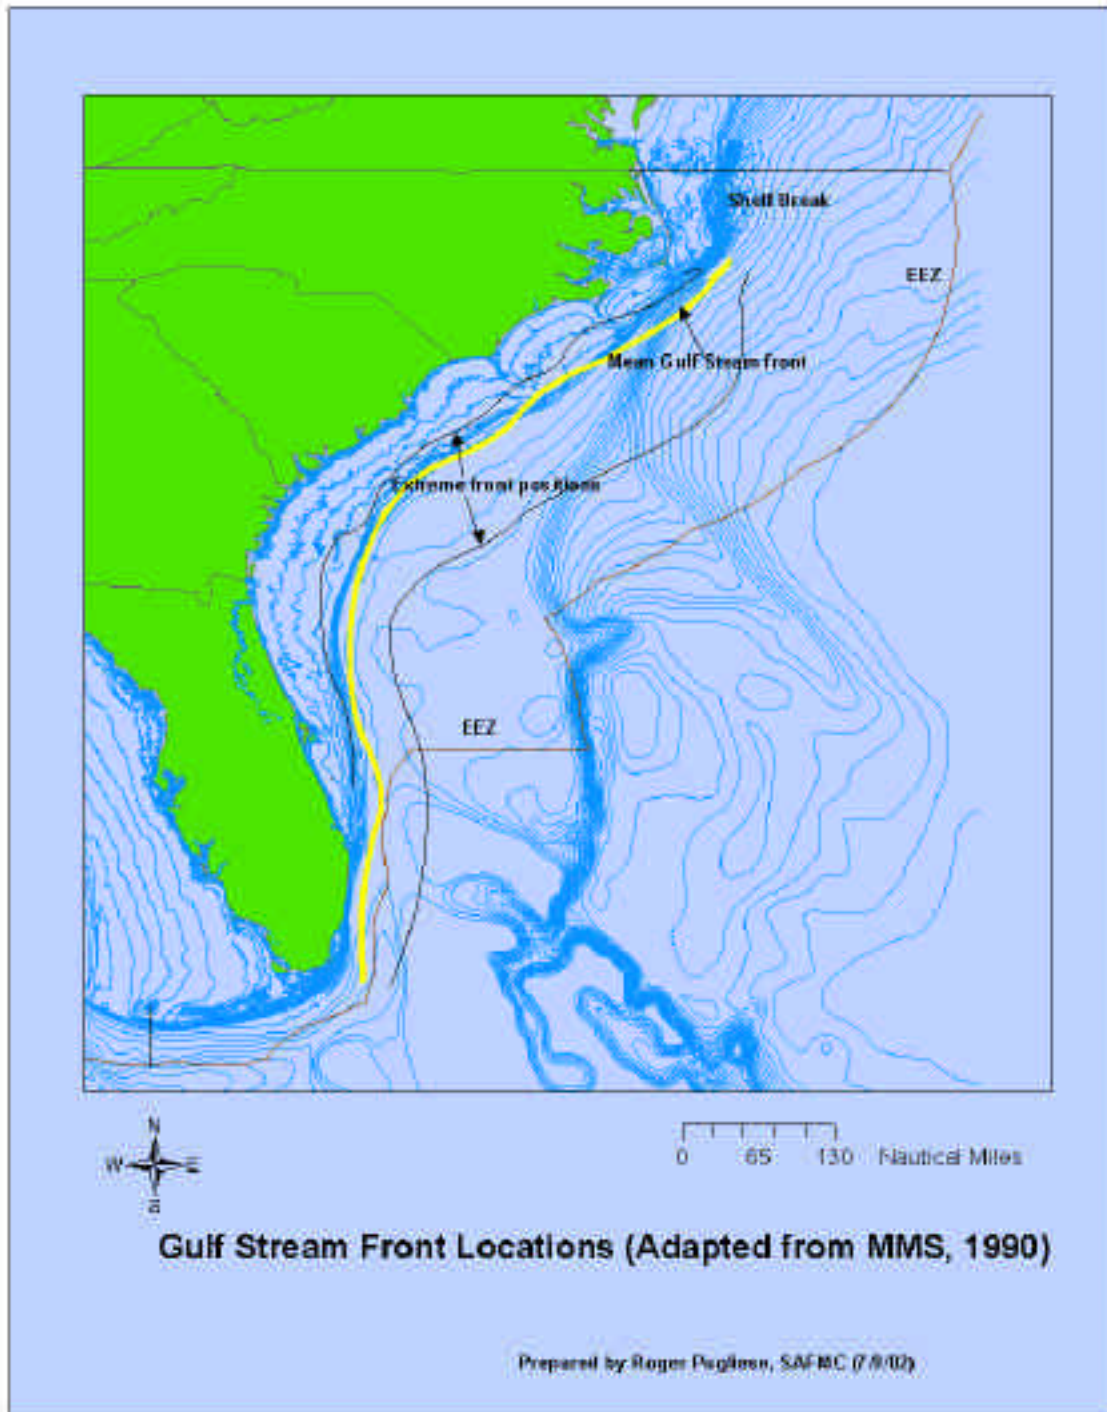 Shelf Break
EEZ
Mean Gulf Stream front
Extreme front positions
EEZ
N
W E
S
0 65 130 Nautical Miles
Gulf Stream Front Locations (Adapted from MMS, 1990)
Prepared by Roger Pugliese, SAFMC (7/9/02)